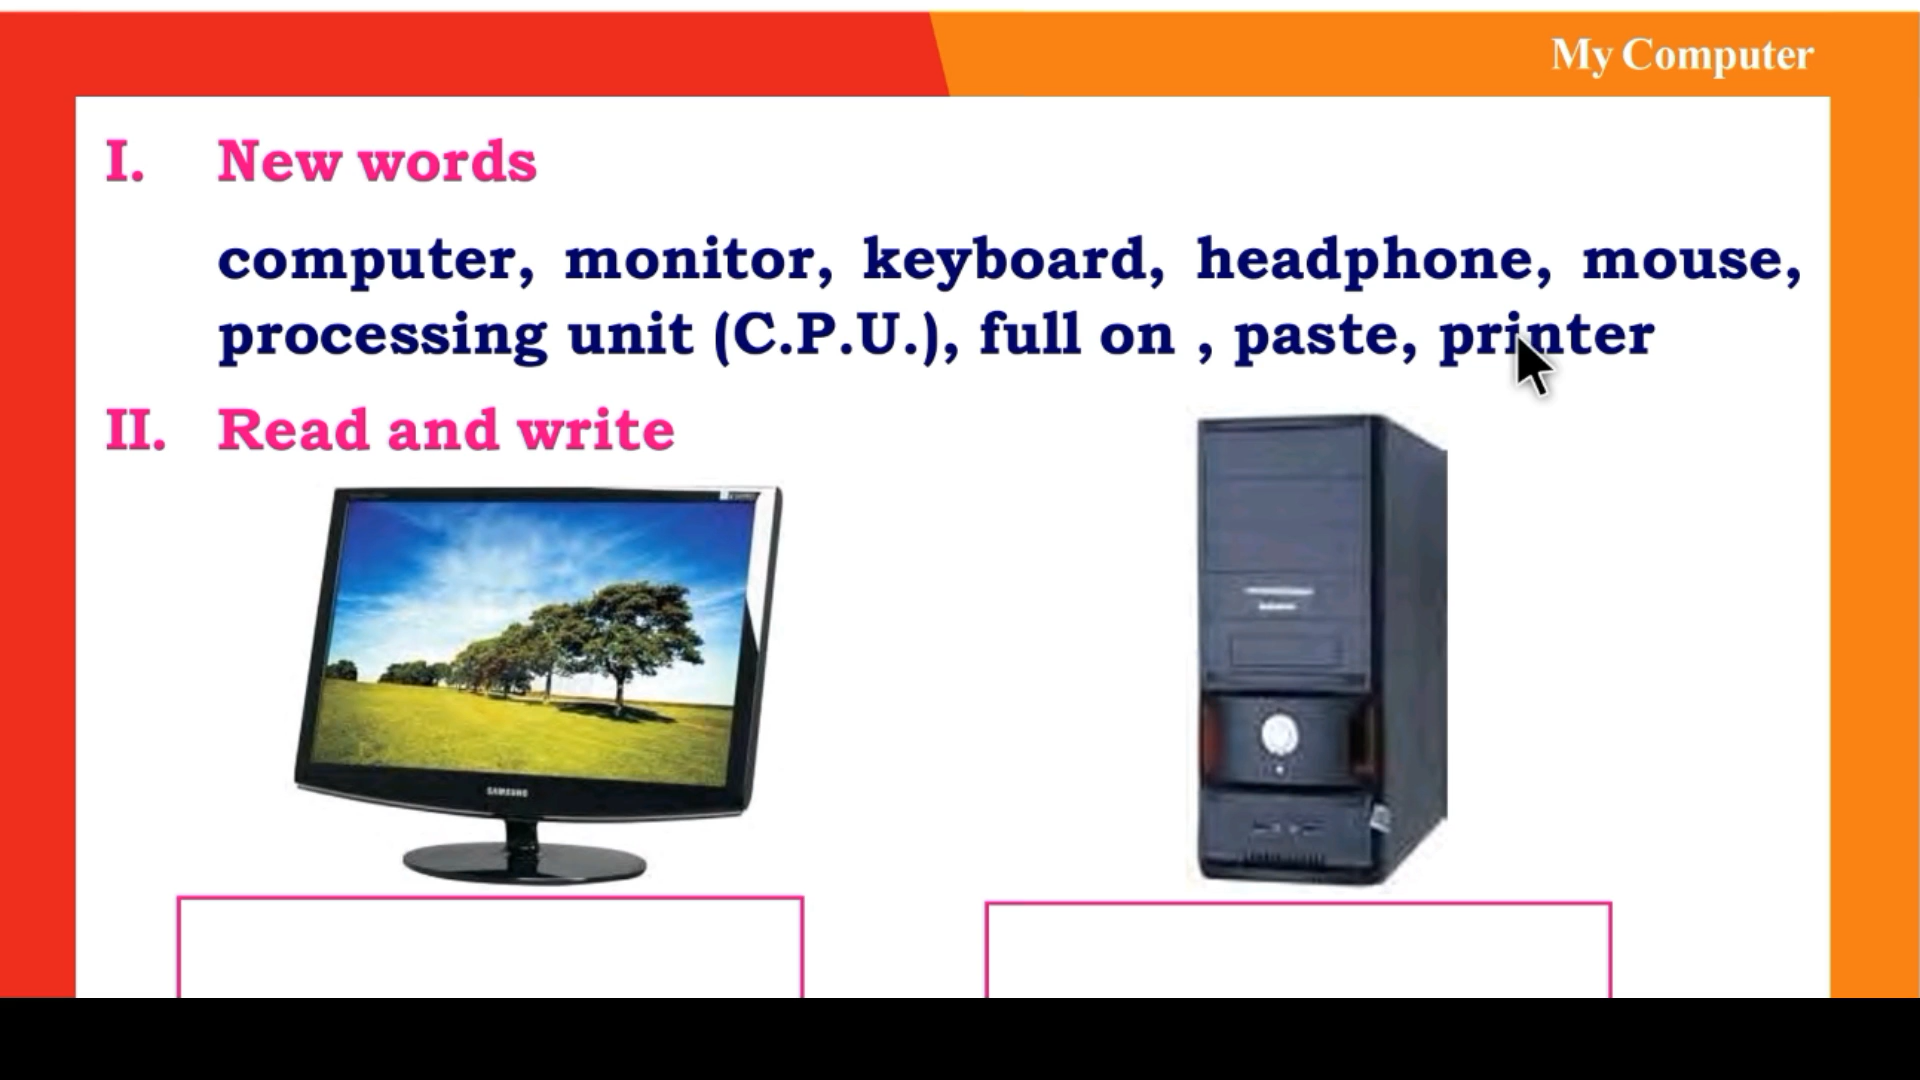 My Computer
I. New words
computer, monitor, keyboard, headphone, mouse,
processing unit (C.P.U.), full on , paste, printer
II. Read and write
SAMSUNG